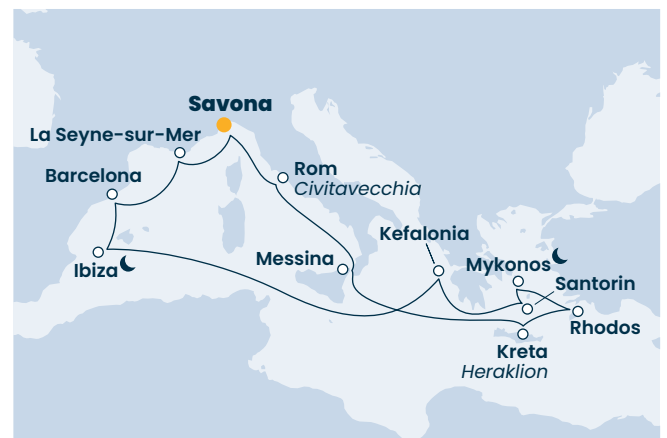 Savona
La Seyne-sur-Mer
Rom
Civitavecchia
Barcelona
Kefalonia
Messina
Mykonos
Ibiza
Santorin
Rhodos
Kreta
Heraklion